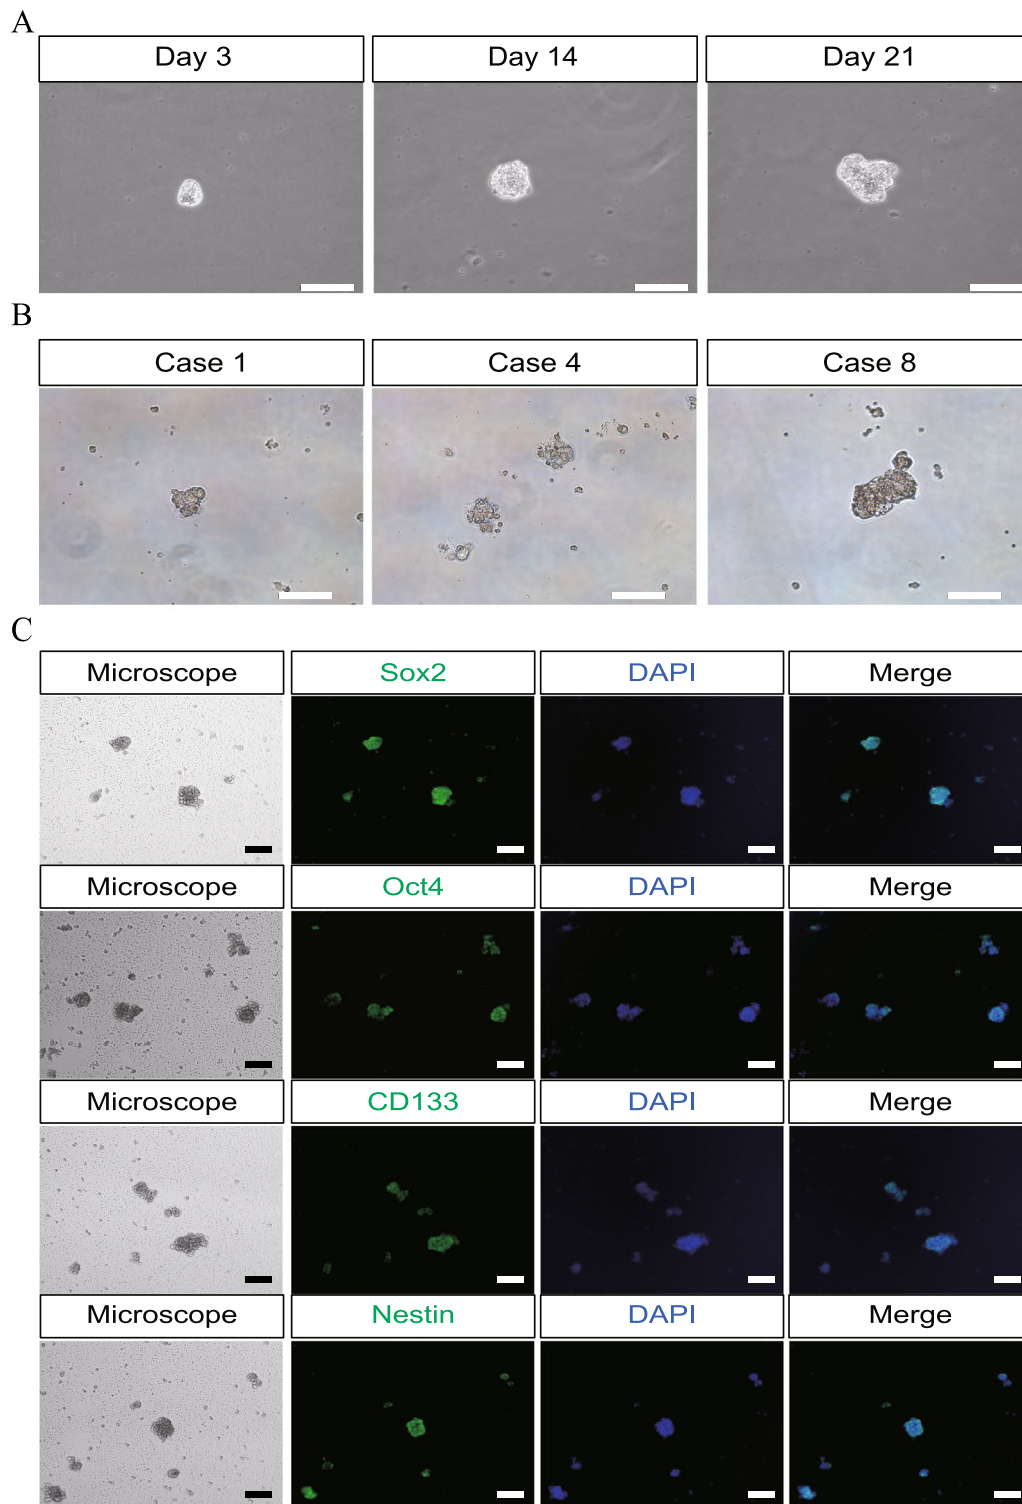 A
Day 3 Day 14 Day 21
B
Case 1 Case 4 Case 8
C
Microscope Sox2 DAPI Merge
Microscope Oct4 DAPI Merge
Microscope CD133 DAPI Merge
Microscope Nestin DAPI Merge